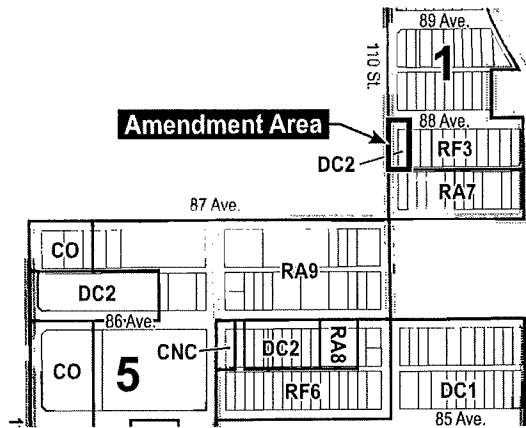 89 Ave.
110 St.
1
88 Ave.
Amendment Area
RF3
DC2
RA7
87 Ave.
CO
RA9
DC2
86 Ave.
CNC
DC2
RA8
CO
5
RF6
DC1
85 Ave.